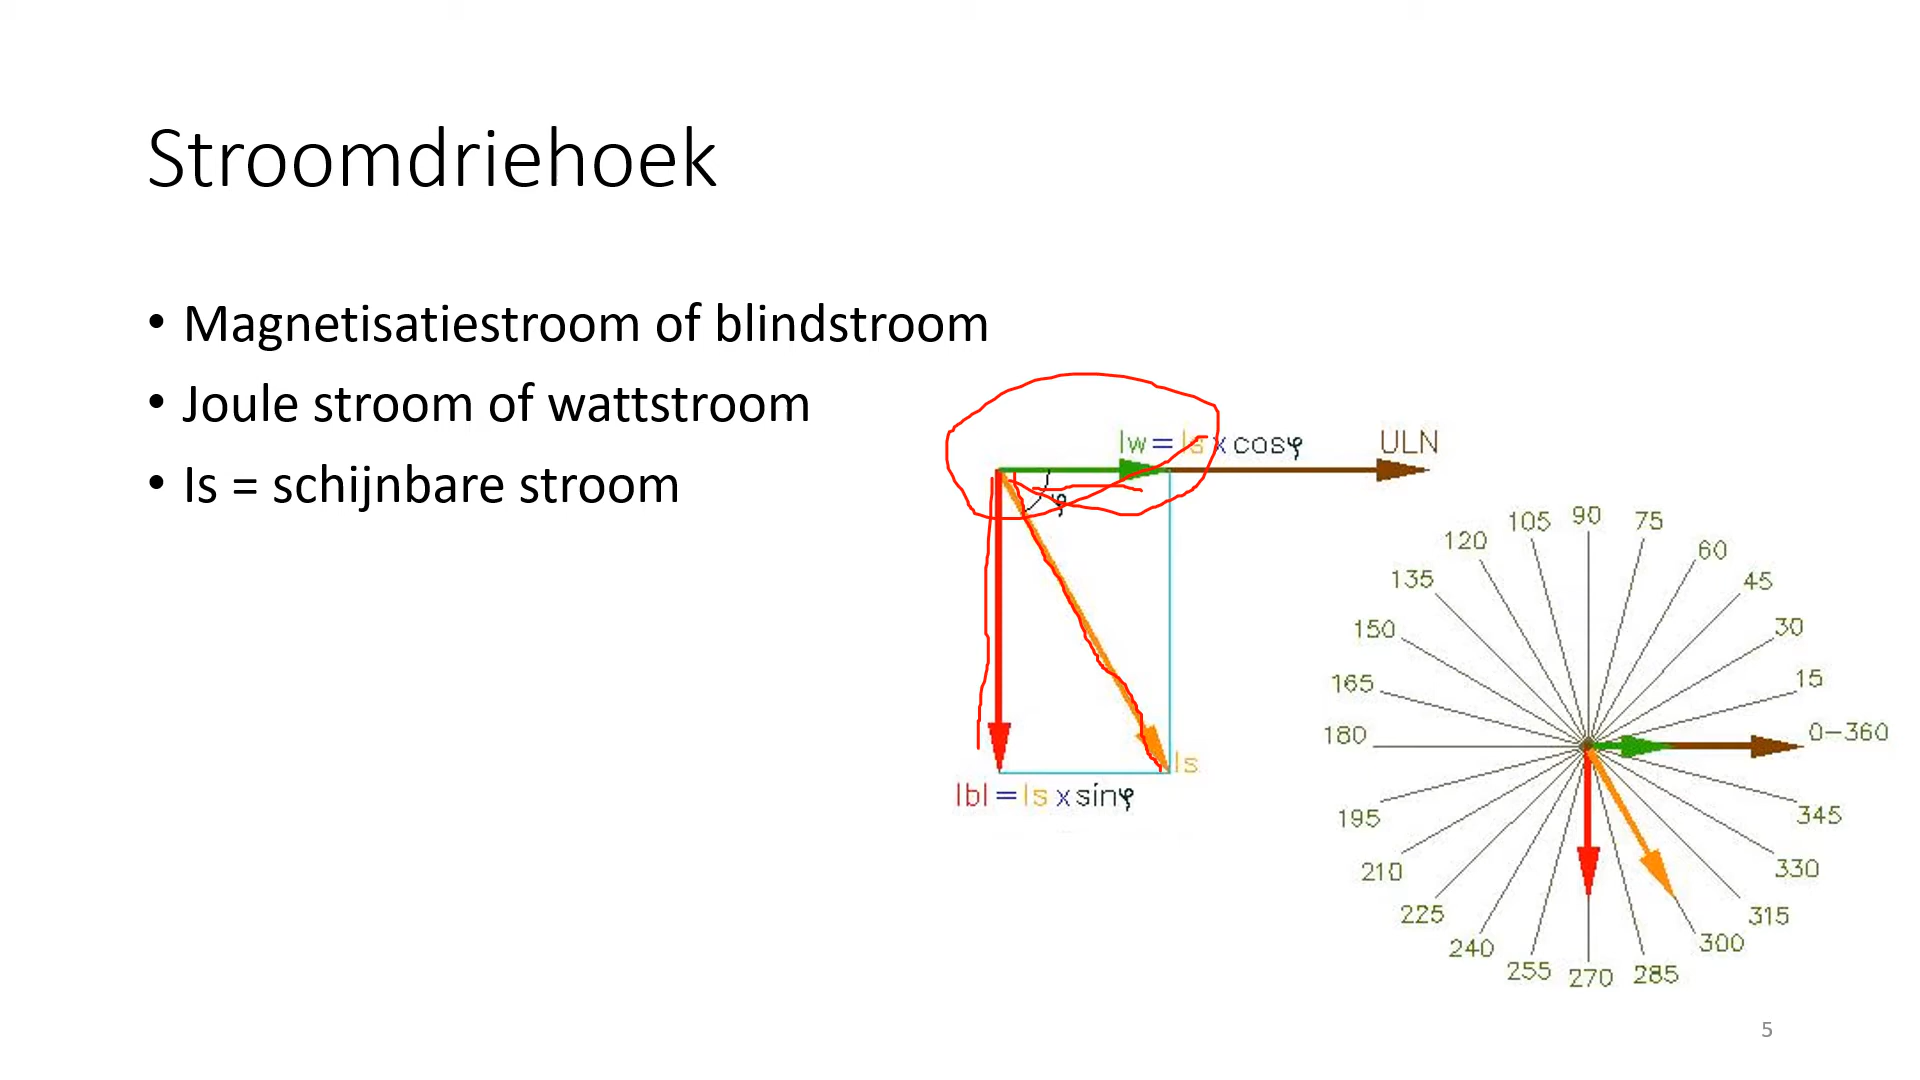 Stroomdriehoek
• Magnetisatiestroom of blindstroom
• Joule stroom of wattstroom
• Is = schijnbare stroom
Iw = Is x cosφ
ULN
φ
Is
Ibl = Is x sinφ
90
105
75
120
60
135
45
150
30
165
15
180
0-360
195
345
210
330
225
315
240
300
255
270
285
5